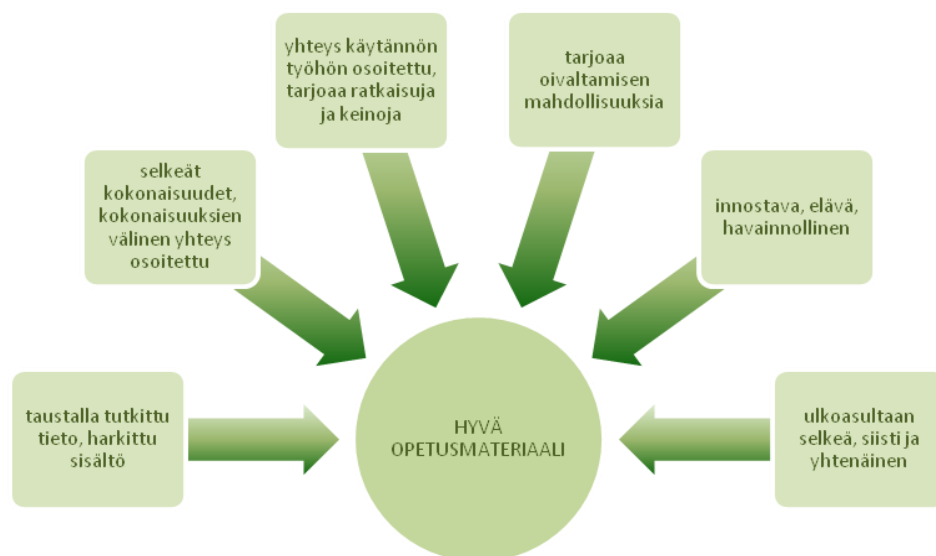 yhteys käytännön
työhön osoitettu,
tarjoaa ratkaisuja
ja keinoja
tarjoaa
oivaltamisen
mahdollisuuksia
selkeät
kokonaisuudet,
kokonaisuuksien
välinen yhteys
osoitettu
innostava, elävä,
havainnollinen
taustalla tutkittu
tieto, harkittu
sisältö
HYVÄ
OPETUSMATERIAALI
ulkoasultaan
selkeä, siisti ja
yhtenäinen